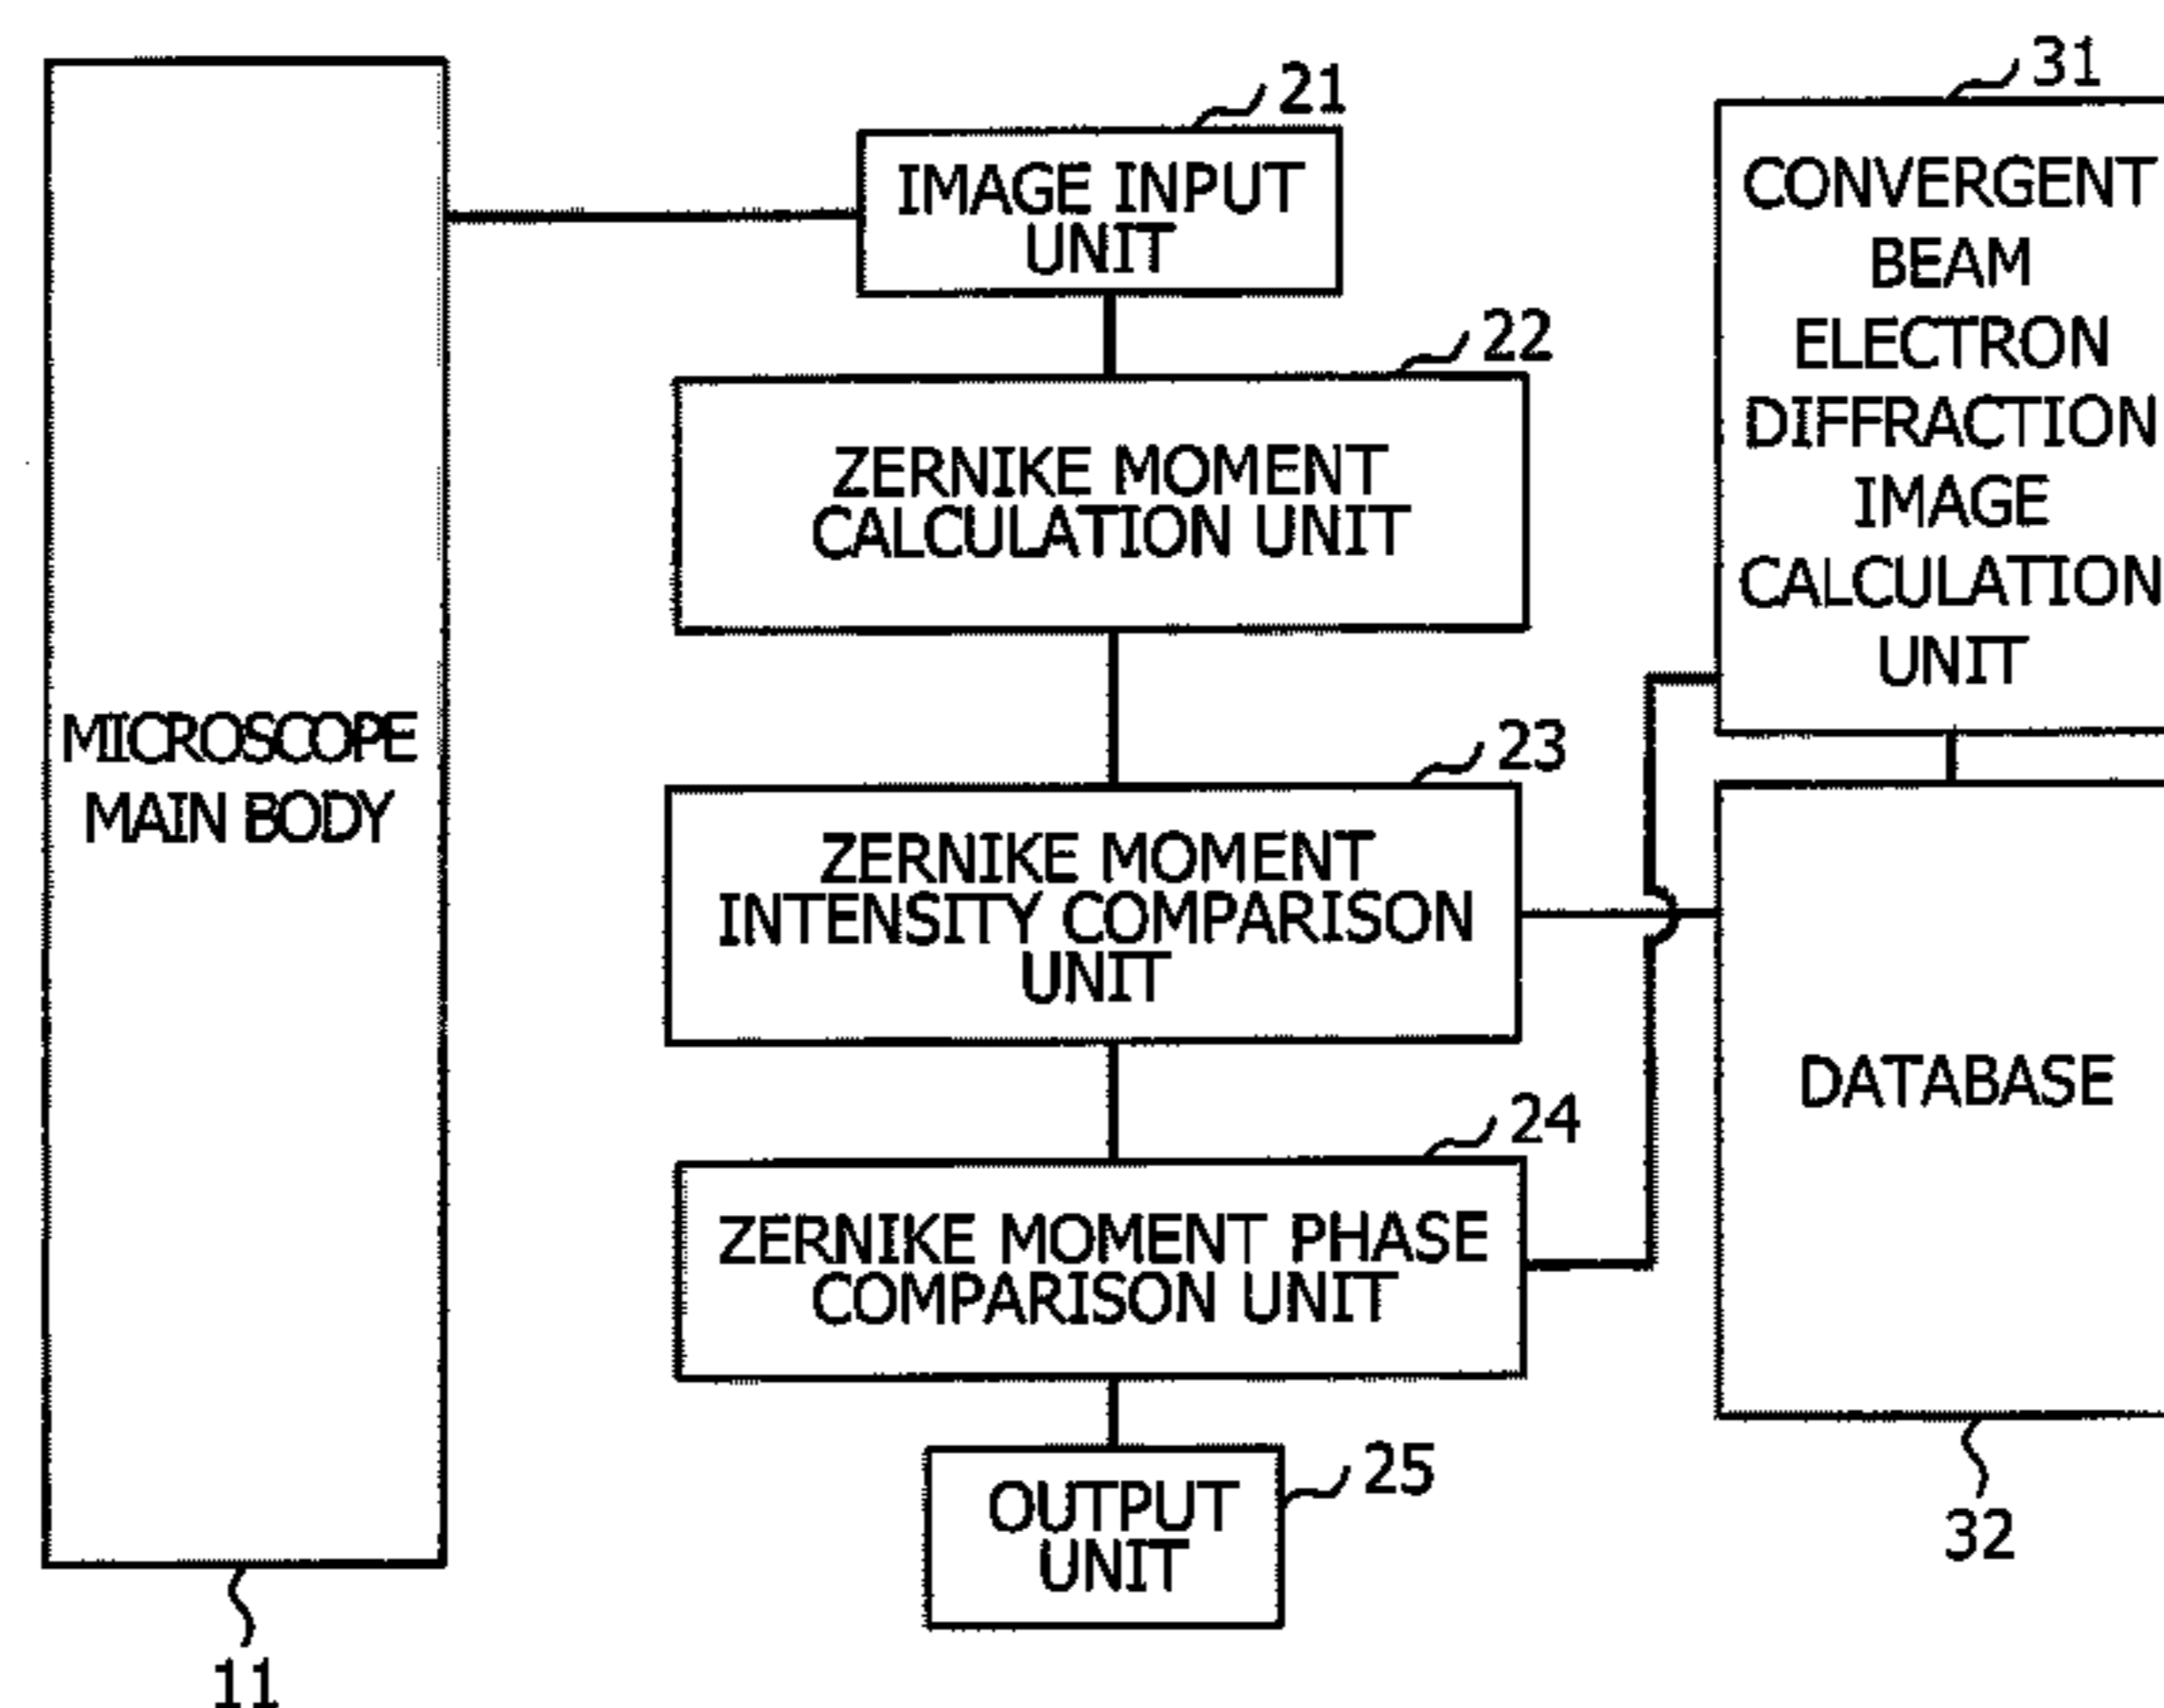 MICROSCOPE
MAIN BODY
11
21
IMAGE INPUT
UNIT
22
ZERNIKE MOMENT
CALCULATION UNIT
23
ZERNIKE MOMENT
INTENSITY COMPARISON
UNIT
24
ZERNIKE MOMENT PHASE
COMPARISON UNIT
25
OUTPUT
UNIT
31
CONVERGENT
BEAM
ELECTRON
DIFFRACTION
IMAGE
CALCULATION
UNIT
DATABASE
32